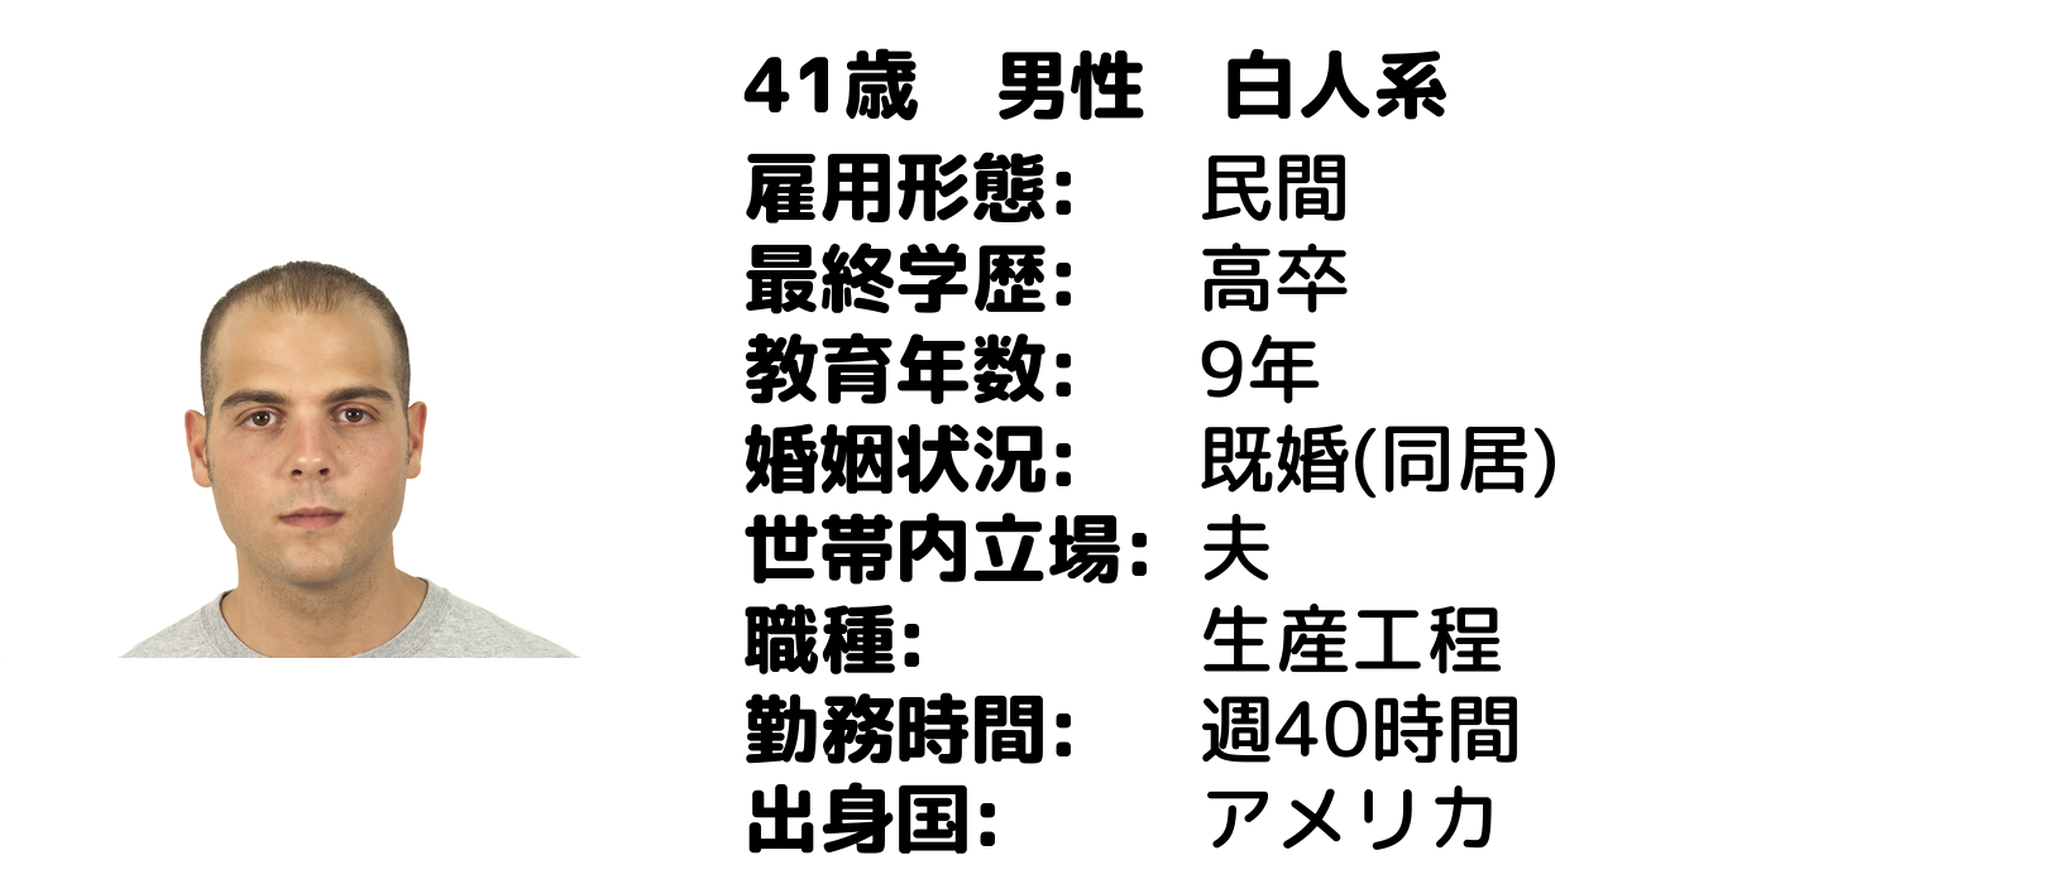 41歳　男性　白人系
雇用形態:　民間
最終学歴:　高卒
教育年数:　9年
婚姻状況:　既婚(同居)
世帯内立場:　夫
職種:　生産工程
勤務時間:　週40時間
出身国:　アメリカ